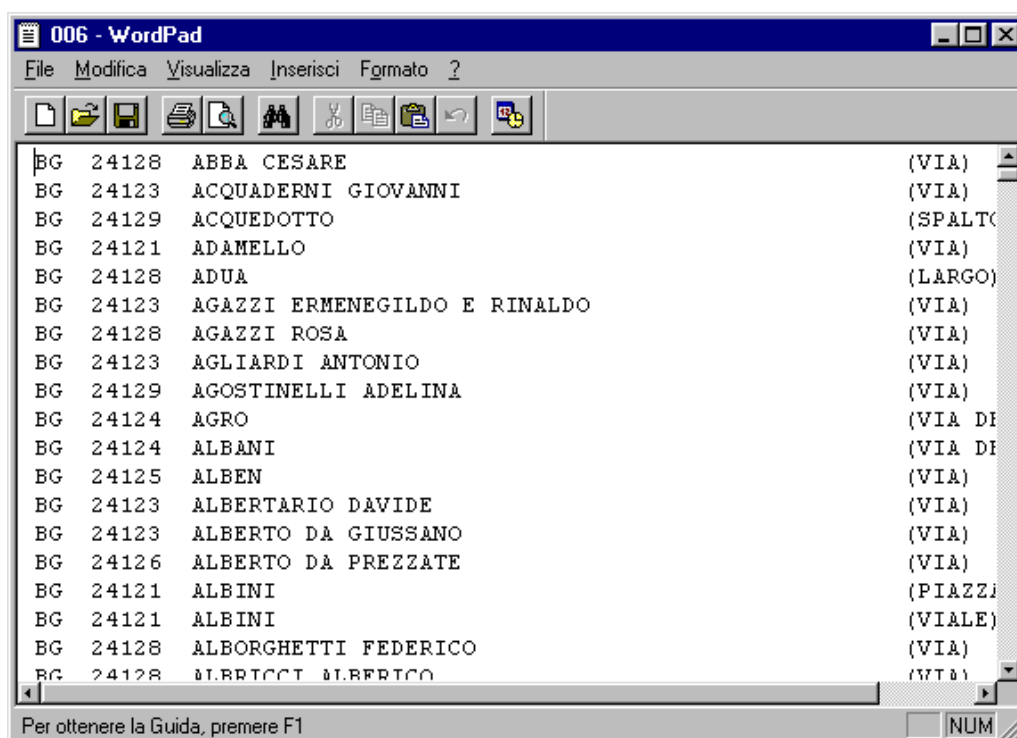 006 - WordPad
File Modifica Visualizza Inserisci Formato ?
BG 24128 ABBA CESARE (VIA)
BG 24123 ACQUADERNI GIOVANNI (VIA)
BG 24129 ACQUEDOTTO (SPALTO
BG 24121 ADAMELLO (VIA)
BG 24128 ADUA (LARGO)
BG 24123 AGAZZI ERMENEGILDO E RINALDO (VIA)
BG 24128 AGAZZI ROSA (VIA)
BG 24123 AGLIARDI ANTONIO (VIA)
BG 24129 AGOSTINELLI ADELINA (VIA)
BG 24124 AGRO (VIA DE
BG 24124 ALBANI (VIA DE
BG 24125 ALBEN (VIA)
BG 24123 ALBERTARIO DAVIDE (VIA)
BG 24123 ALBERTO DA GIUSSANO (VIA)
BG 24126 ALBERTO DA PREZZATE (VIA)
BG 24121 ALBINI (PIAZZA
BG 24121 ALBINI (VIALE)
BG 24128 ALBORGHETTI FEDERICO (VIA)
BG 24128 ALBRICCI ALBERICO (VIA)
Per ottenere la Guida, premere F1
NUM